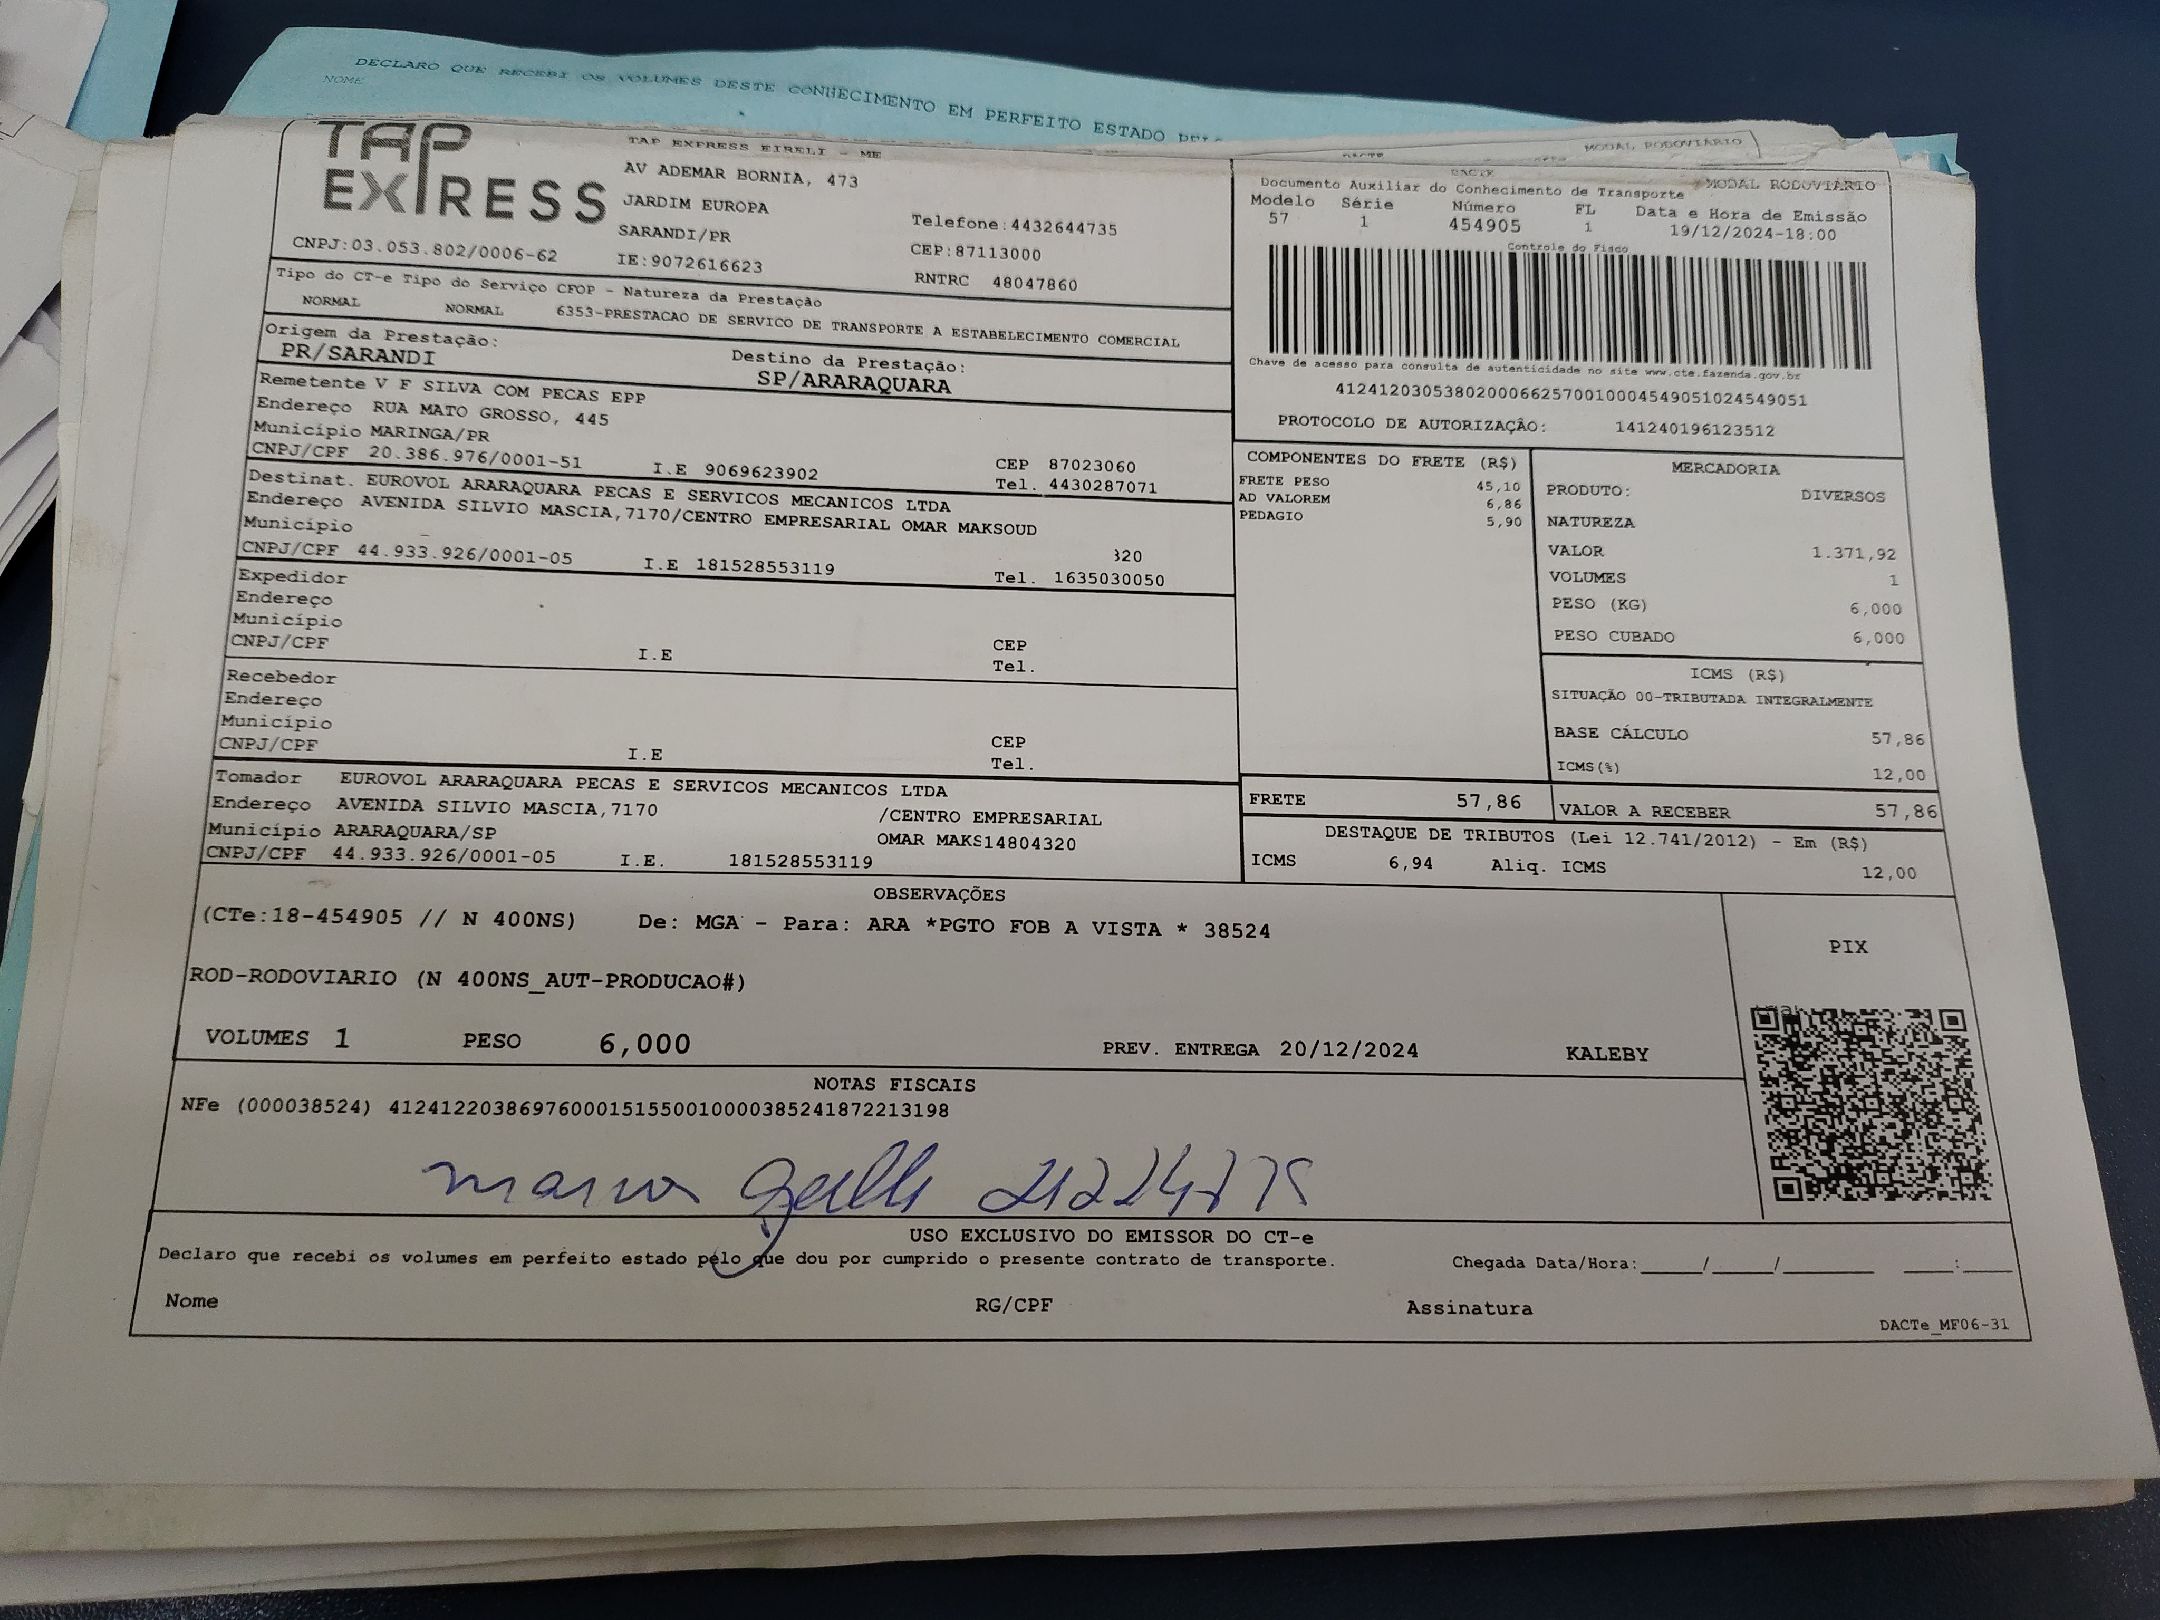 DECLARO QUE RECEBI OS VOLUMES DESTE CONHECIMENTO EM PERFEITO ESTADO
NOME
MODAL RODOVIÁRIO
TAP EXPRESS
TAP EXPRESS EIRELI - ME
AV ADEMAR BORNIA, 473
JARDIM EUROPA
SARANDI/PR
IE:9072616623
Telefone:4432644735
CEP:87113000
RNTRC 48047860
CNPJ:03.053.802/0006-62
DACTE
MODAL RODOVIÁRIO
Documento Auxiliar do Conhecimento de Transporte
Modelo Série Número FL Data e Hora de Emissão
57 1 454905 1 19/12/2024-18:00
Controle do Fisco
Chave de acesso para consulta de autenticidade no site www.cte.fazenda.gov.br
41241203053802000662570010004549051024549051
PROTOCOLO DE AUTORIZAÇÃO: 141240196123512
Tipo do CT-e Tipo do Serviço CFOP - Natureza da Prestação
NORMAL NORMAL 6353-PRESTACAO DE SERVICO DE TRANSPORTE A ESTABELECIMENTO COMERCIAL
Origem da Prestação: Destino da Prestação:
PR/SARANDI SP/ARARAQUARA
Remetente V F SILVA COM PECAS EPP
Endereço RUA MATO GROSSO, 445
Município MARINGA/PR CEP 87023060
CNPJ/CPF 20.386.976/0001-51 I.E 9069623902 Tel. 4430287071
Destinat. EUROVOL ARARAQUARA PECAS E SERVICOS MECANICOS LTDA
Endereço AVENIDA SILVIO MASCIA,7170/CENTRO EMPRESARIAL OMAR MAKSOUD
Município 320
CNPJ/CPF 44.933.926/0001-05 I.E 181528553119 Tel. 1635030050
Expedidor
Endereço
Município CEP
CNPJ/CPF I.E Tel.
Recebedor
Endereço
Município CEP
CNPJ/CPF I.E Tel.
Tomador EUROVOL ARARAQUARA PECAS E SERVICOS MECANICOS LTDA
Endereço AVENIDA SILVIO MASCIA,7170 /CENTRO EMPRESARIAL
Município ARARAQUARA/SP OMAR MAKS14804320
CNPJ/CPF 44.933.926/0001-05 I.E. 181528553119
COMPONENTES DO FRETE (R$)
FRETE PESO 45,10
AD VALOREM 6,86
PEDAGIO 5,90
MERCADORIA
PRODUTO: DIVERSOS
NATUREZA
VALOR 1.371,92
VOLUMES 1
PESO (KG) 6,000
PESO CUBADO 6,000
ICMS (R$)
SITUAÇÃO 00-TRIBUTADA INTEGRALMENTE
BASE CÁLCULO 57,86
ICMS(%) 12,00
FRETE 57,86 VALOR A RECEBER 57,86
DESTAQUE DE TRIBUTOS (Lei 12.741/2012) - Em (R$)
ICMS 6,94 Aliq. ICMS 12,00
OBSERVAÇÕES
(CTe:18-454905 // N 400NS) De: MGA - Para: ARA *PGTO FOB A VISTA * 38524
ROD-RODOVIARIO (N 400NS_AUT-PRODUCAO#)
VOLUMES 1 PESO 6,000 PREV. ENTREGA 20/12/2024 KALEBY
PIX
NOTAS FISCAIS
NFe (000038524) 41241220386976000151550010000385241872213198
USO EXCLUSIVO DO EMISSOR DO CT-e
Declaro que recebi os volumes em perfeito estado pelo que dou por cumprido o presente contrato de transporte. Chegada Data/Hora:_____/_____/_______ ____:____
Nome RG/CPF Assinatura
DACTe_MF06-31